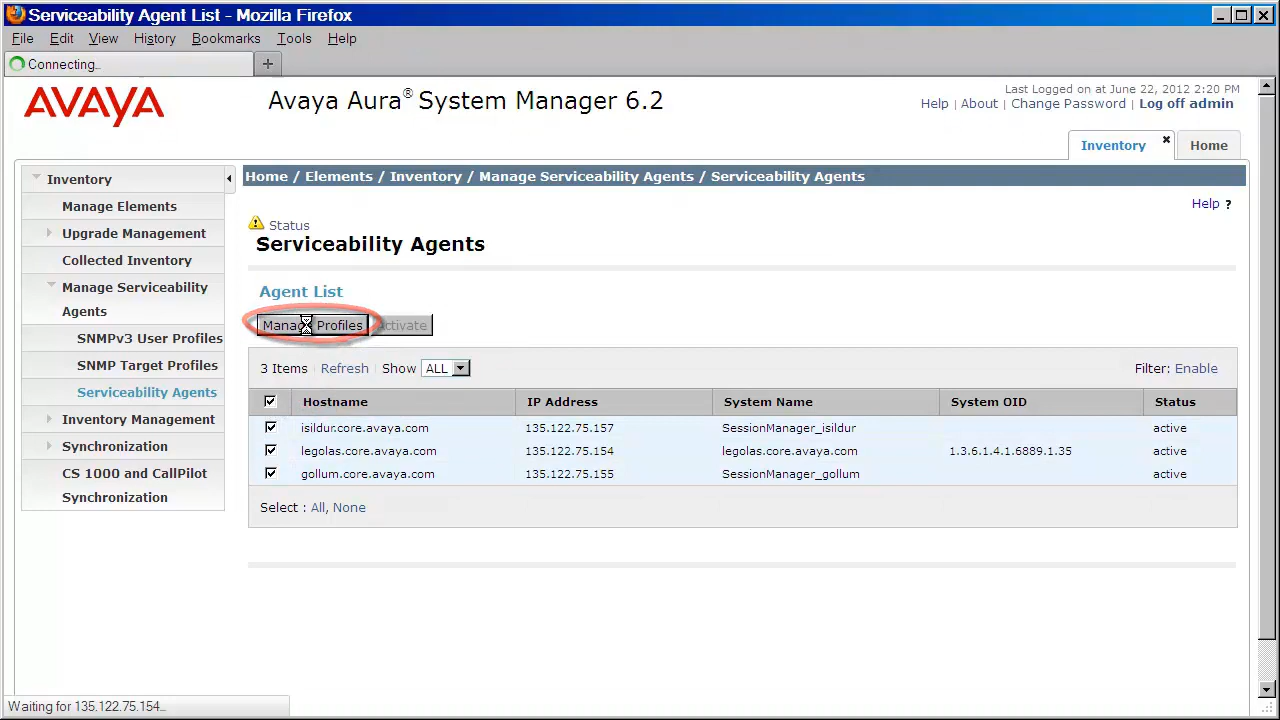 Serviceability Agent List - Mozilla Firefox
File Edit View History Bookmarks Tools Help
Connecting...
AVAYA
Avaya Aura® System Manager 6.2
Last Logged on at June 22, 2012 2:20 PM
Help | About | Change Password | Log off admin
Inventory Home
Inventory
Manage Elements
Upgrade Management
Collected Inventory
Manage Serviceability
Agents
SNMPv3 User Profiles
SNMP Target Profiles
Serviceability Agents
Inventory Management
Synchronization
CS 1000 and CallPilot
Synchronization
Home / Elements / Inventory / Manage Serviceability Agents / Serviceability Agents
Help ?
Status
Serviceability Agents
Agent List
Manage Profiles Activate
3 Items Refresh Show ALL Filter: Enable
Hostname IP Address System Name System OID Status
isildur.core.avaya.com 135.122.75.157 SessionManager_isildur active
legolas.core.avaya.com 135.122.75.154 legolas.core.avaya.com 1.3.6.1.4.1.6889.1.35 active
gollum.core.avaya.com 135.122.75.155 SessionManager_gollum active
Select : All, None
Waiting for 135.122.75.154...